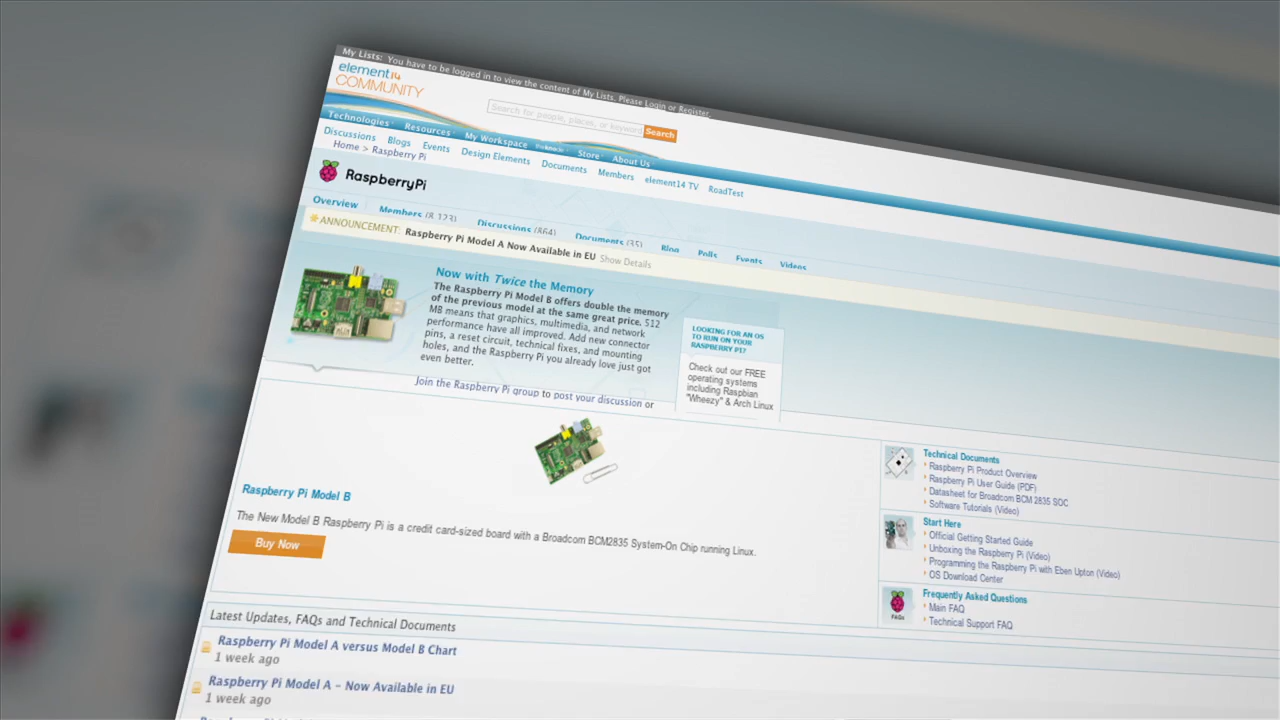 My Lists: You have to be logged in to view the content of My Lists. Please Login or Register.
element14
COMMUNITY
Search for people, places, or keyword
Search
Technologies
Resources
My Workspace
Store
About Us
Discussions
Blogs
Events
Design Elements
Documents
Members
element14 TV
RoadTest
Home > Raspberry Pi
RaspberryPi
Overview
Members (8,123)
Discussions (864)
Documents (35)
Blog
Polls
Events
Videos
ANNOUNCEMENT: Raspberry Pi Model A Now Available in EU Show Details
Now with Twice the Memory
The Raspberry Pi Model B offers double the memory
of the previous model at the same great price. 512
MB means that graphics, multimedia, and network
performance have all improved. Add new connector
pins, a reset circuit, technical fixes, and mounting
holes, and the Raspberry Pi you already love just got
even better.
LOOKING FOR AN OS
TO RUN ON YOUR
RASPBERRY PI?
Check out our FREE
operating systems
including Raspbian
"Wheezy" & Arch Linux
Join the Raspberry Pi group to post your discussion or
Raspberry Pi Model B
The New Model B Raspberry Pi is a credit card-sized board with a Broadcom BCM2835 System-On Chip running Linux.
Buy Now
Technical Documents
Raspberry Pi Product Overview
Raspberry Pi User Guide (PDF)
Datasheet for Broadcom BCM 2835 SOC
Software Tutorials (Video)
Start Here
Official Getting Started Guide
Unboxing the Raspberry Pi (Video)
Programming the Raspberry Pi with Eben Upton (Video)
OS Download Center
FAQs
Frequently Asked Questions
Main FAQ
Technical Support FAQ
Latest Updates, FAQs and Technical Documents
Raspberry Pi Model A versus Model B Chart
1 week ago
Raspberry Pi Model A - Now Available in EU
1 week ago